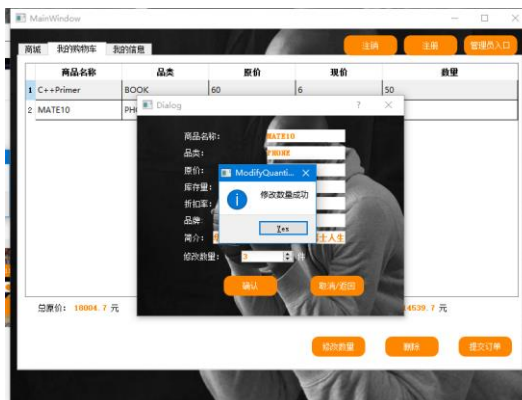 MainWindow
商城 我的购物车 我的信息 注销 注册 管理员入口
商品名称 品类 原价 现价 数量
1 C++Primer BOOK 60 6 50
2 MATE10
Dialog ?
商品名称: MATE10
品类: PHONE
原价:
库存量:
折扣率:
品牌:
简介: 士人生
修改数量: 3 件
确认 取消/返回
ModifyQuanti...
修改数量成功
Yes
总原价: 18004.7 元 14539.7 元
修改数量 删除 提交订单